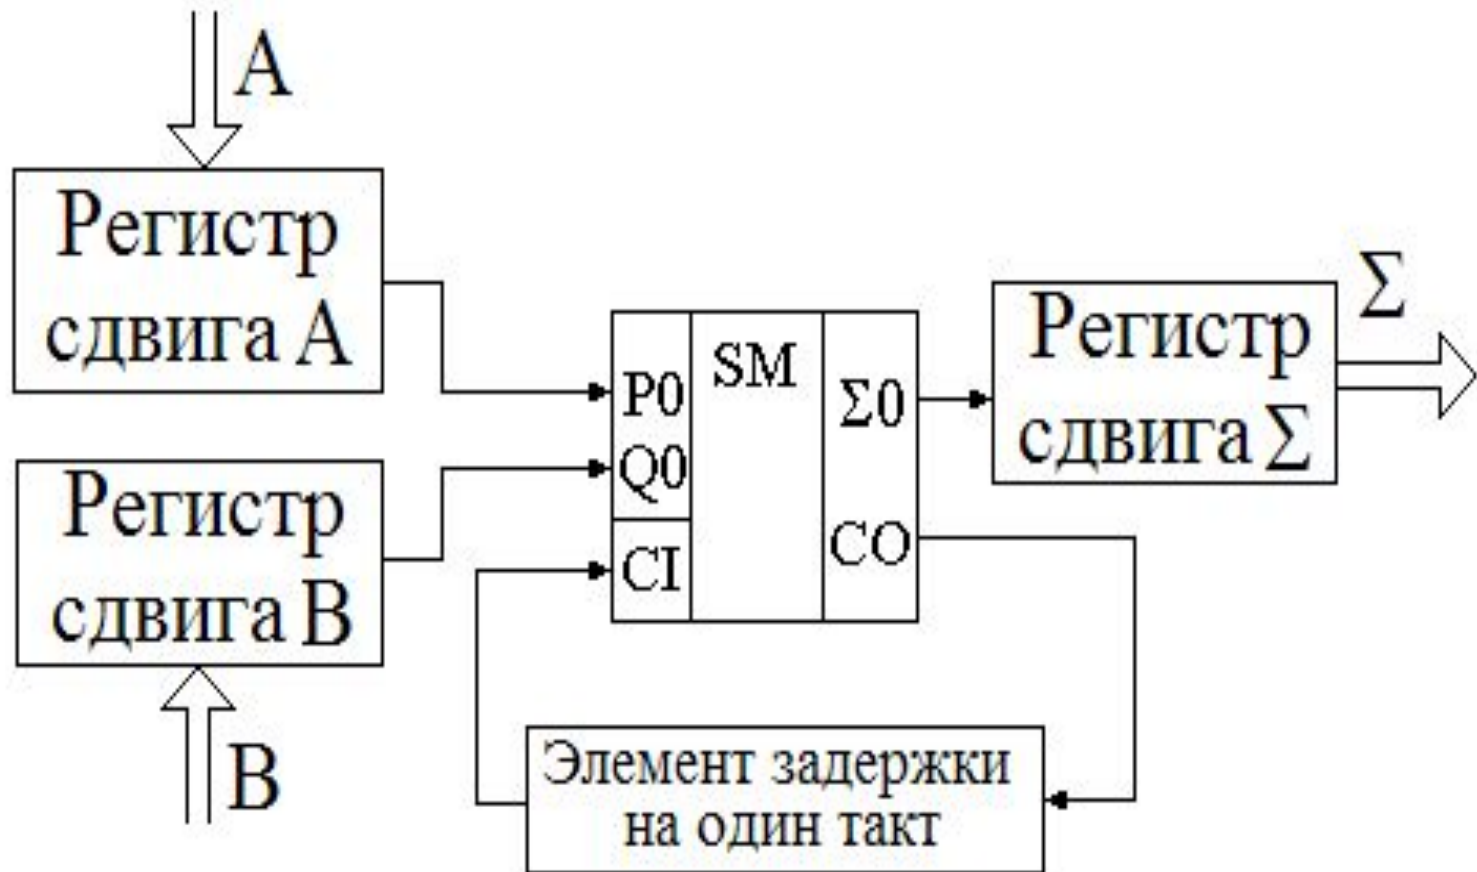 A
Регистр
сдвига A
P0
Q0
CI
SM
Σ0
CO
Регистр
сдвига Σ
Σ
Регистр
сдвига B
B
Элемент задержки
на один такт